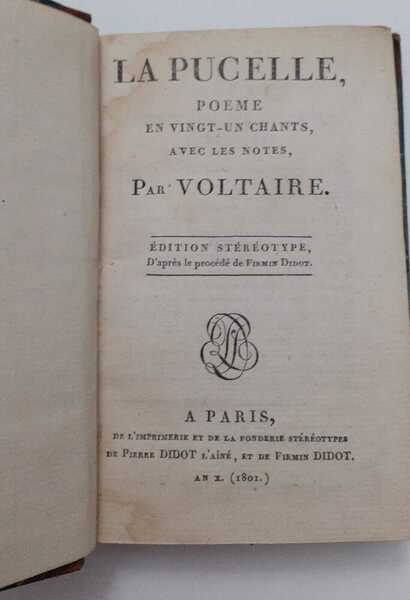 LA PUCELLE,
POEME
EN VINGT-UN CHANTS,
AVEC LES NOTES,
PAR VOLTAIRE.
ÉDITION STÉRÉOTYPE,
D'après le procédé de FIRMIN DIDOT.
A PARIS,
DE L'IMPRIMERIE ET DE LA FONDERIE STÉRÉOTYPES
DE PIERRE DIDOT L'AÎNÉ, ET DE FIRMIN DIDOT.
AN X. (1801.)